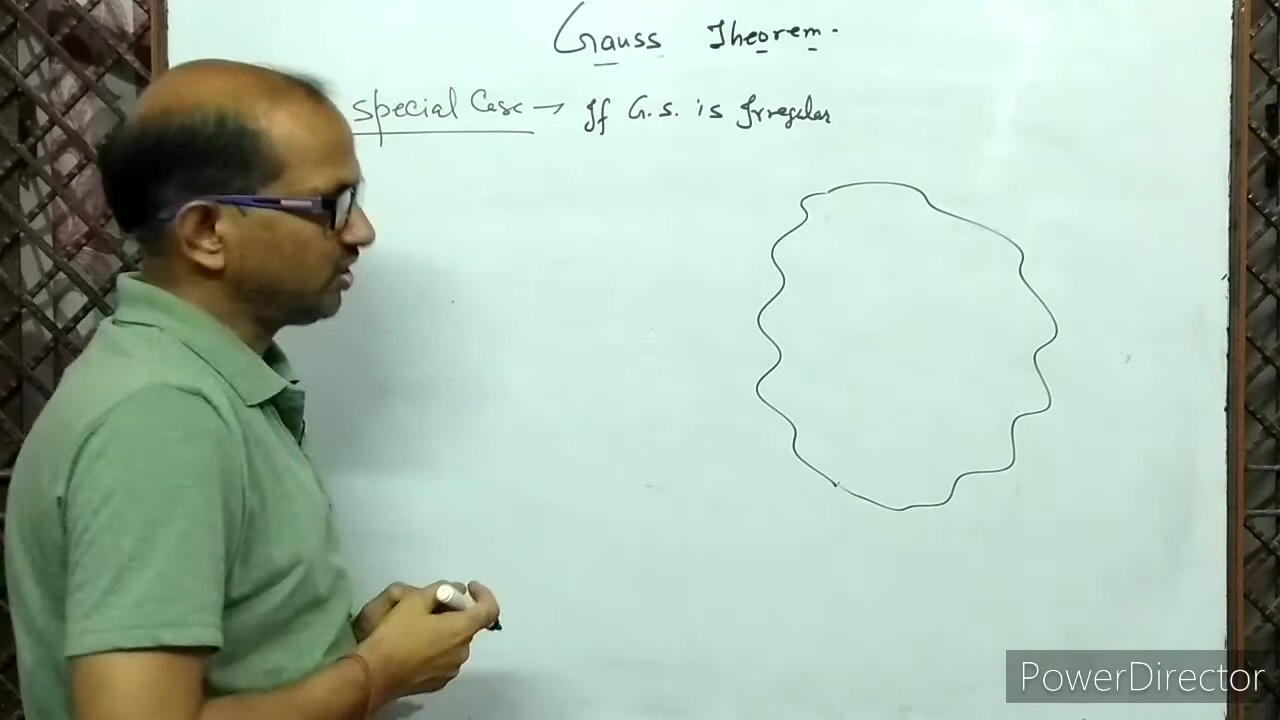 Gauss Theorem.
Special Case → If G.S. is Irregular
PowerDirector